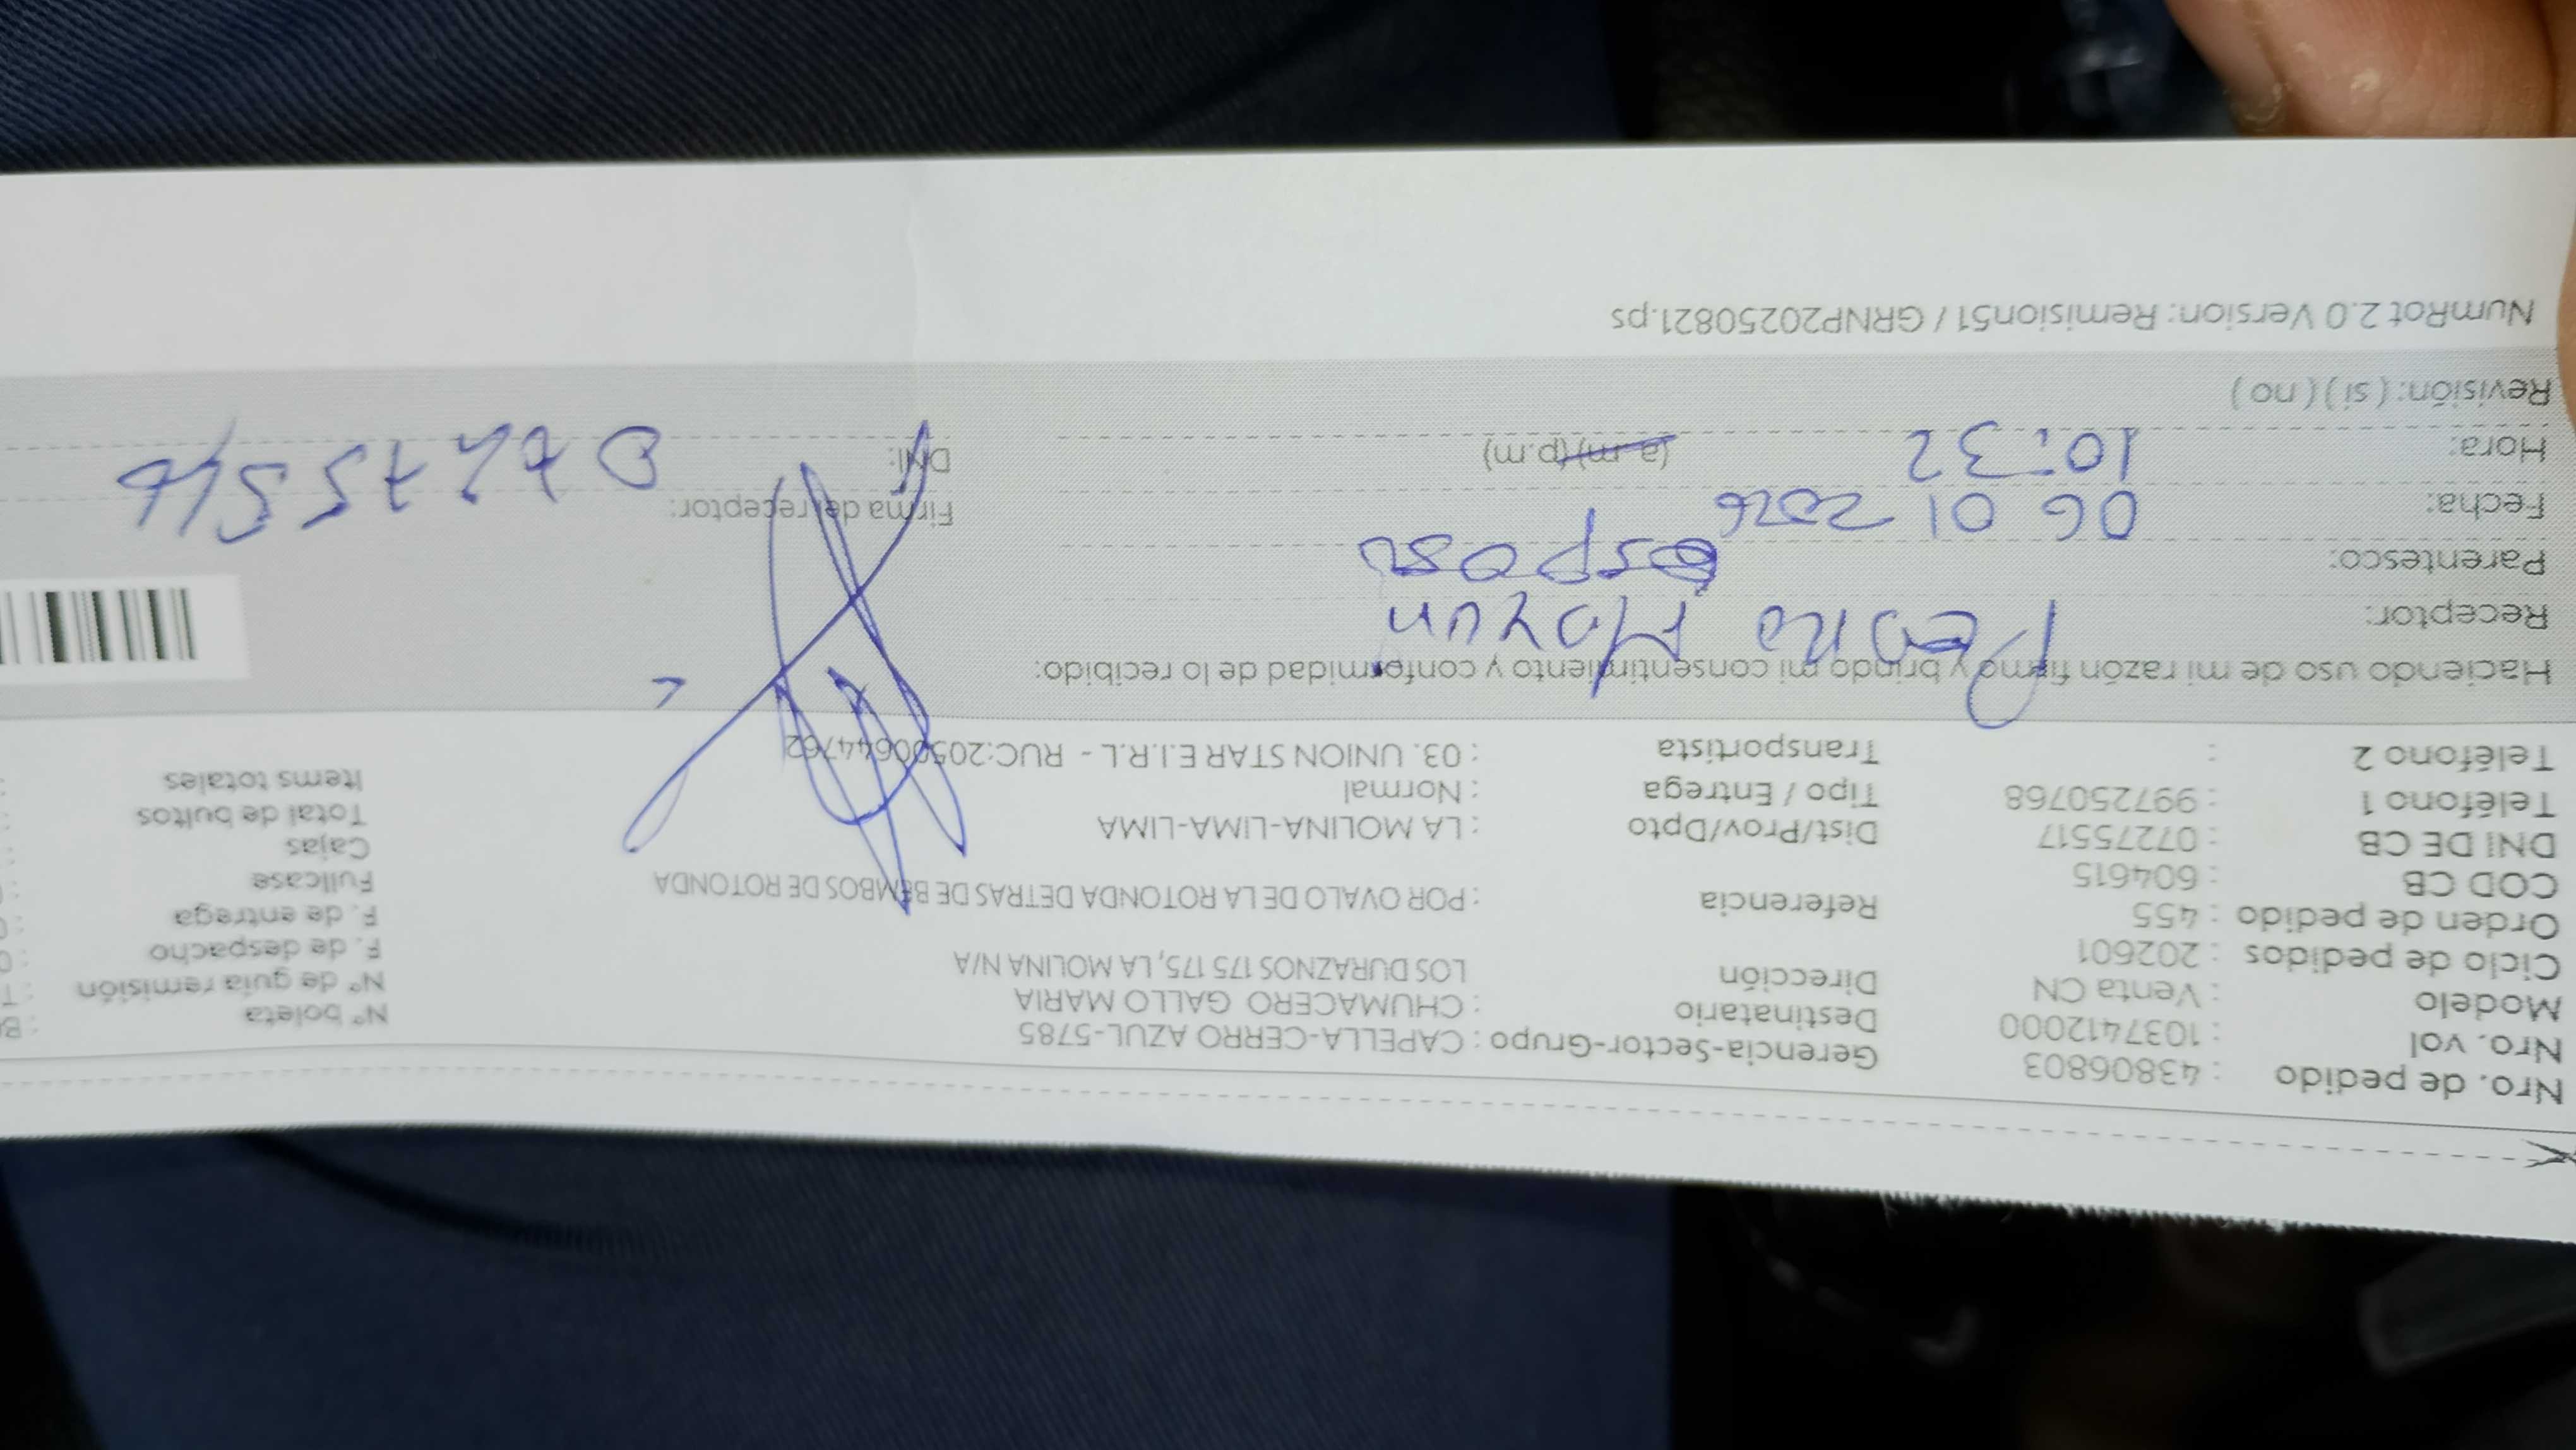 Nro. de pedido : 43806803
Nro. val : 1037412000
Modelo : Venta CN
Ciclo de pedidos : 202601
Orden de pedido : 455
COD CB : 604615
DNI DE CB : 07275517
Teléfono 1 : 997250768
Teléfono 2 :
Gerencia-Sector-Grupo : CAPELLA-CERRO AZUL-5785
Destinatario : CHUMACERO GALLO MARIA
Dirección LOS DURAZNOS 175 175, LA MOLINA N/A
Referencia : POR OVALO DE LA ROTONDA DETRAS DE BEMBOS DE ROTONDA
Dist/Prov/Dpto : LA MOLINA-LIMA-LIMA
Tipo / Entrega : Normal
Transportista : 03. UNION STAR E.I.R.L - RUC:20500644762
N° boleta
N° de guía remisión
F. de despacho
F. de entrega
Fullcase
Cajas
Total de bultos
Items totales
Haciendo uso de mi razón firmo y brindo mi consentimiento y conformidad de lo recibido:
Receptor: Pedro
Parentesco: esposo
Fecha: 06 01 2026
Hora: 10:32 (a.m) (p.m)
Revisión: ( si ) ( no )
Firma de receptor:
DNI:
NumRot 2.0 Version: Remision51 / GRNP20250821.ps